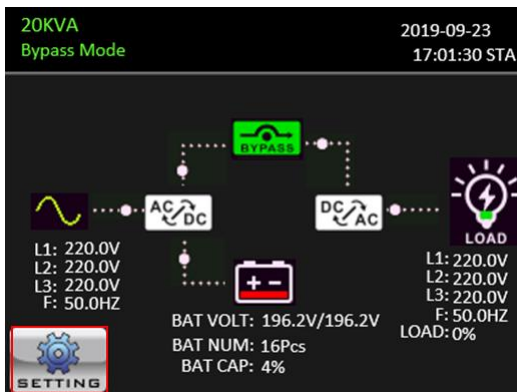 20KVA
Bypass Mode
2019-09-23
17:01:30 STA
BYPASS
AC DC
DC AC
LOAD
L1: 220.0V
L2: 220.0V
L3: 220.0V
F: 50.0HZ
L1: 220.0V
L2: 220.0V
L3: 220.0V
F: 50.0HZ
LOAD: 0%
+ -
BAT VOLT: 196.2V/196.2V
BAT NUM: 16Pcs
BAT CAP: 4%
SETTING